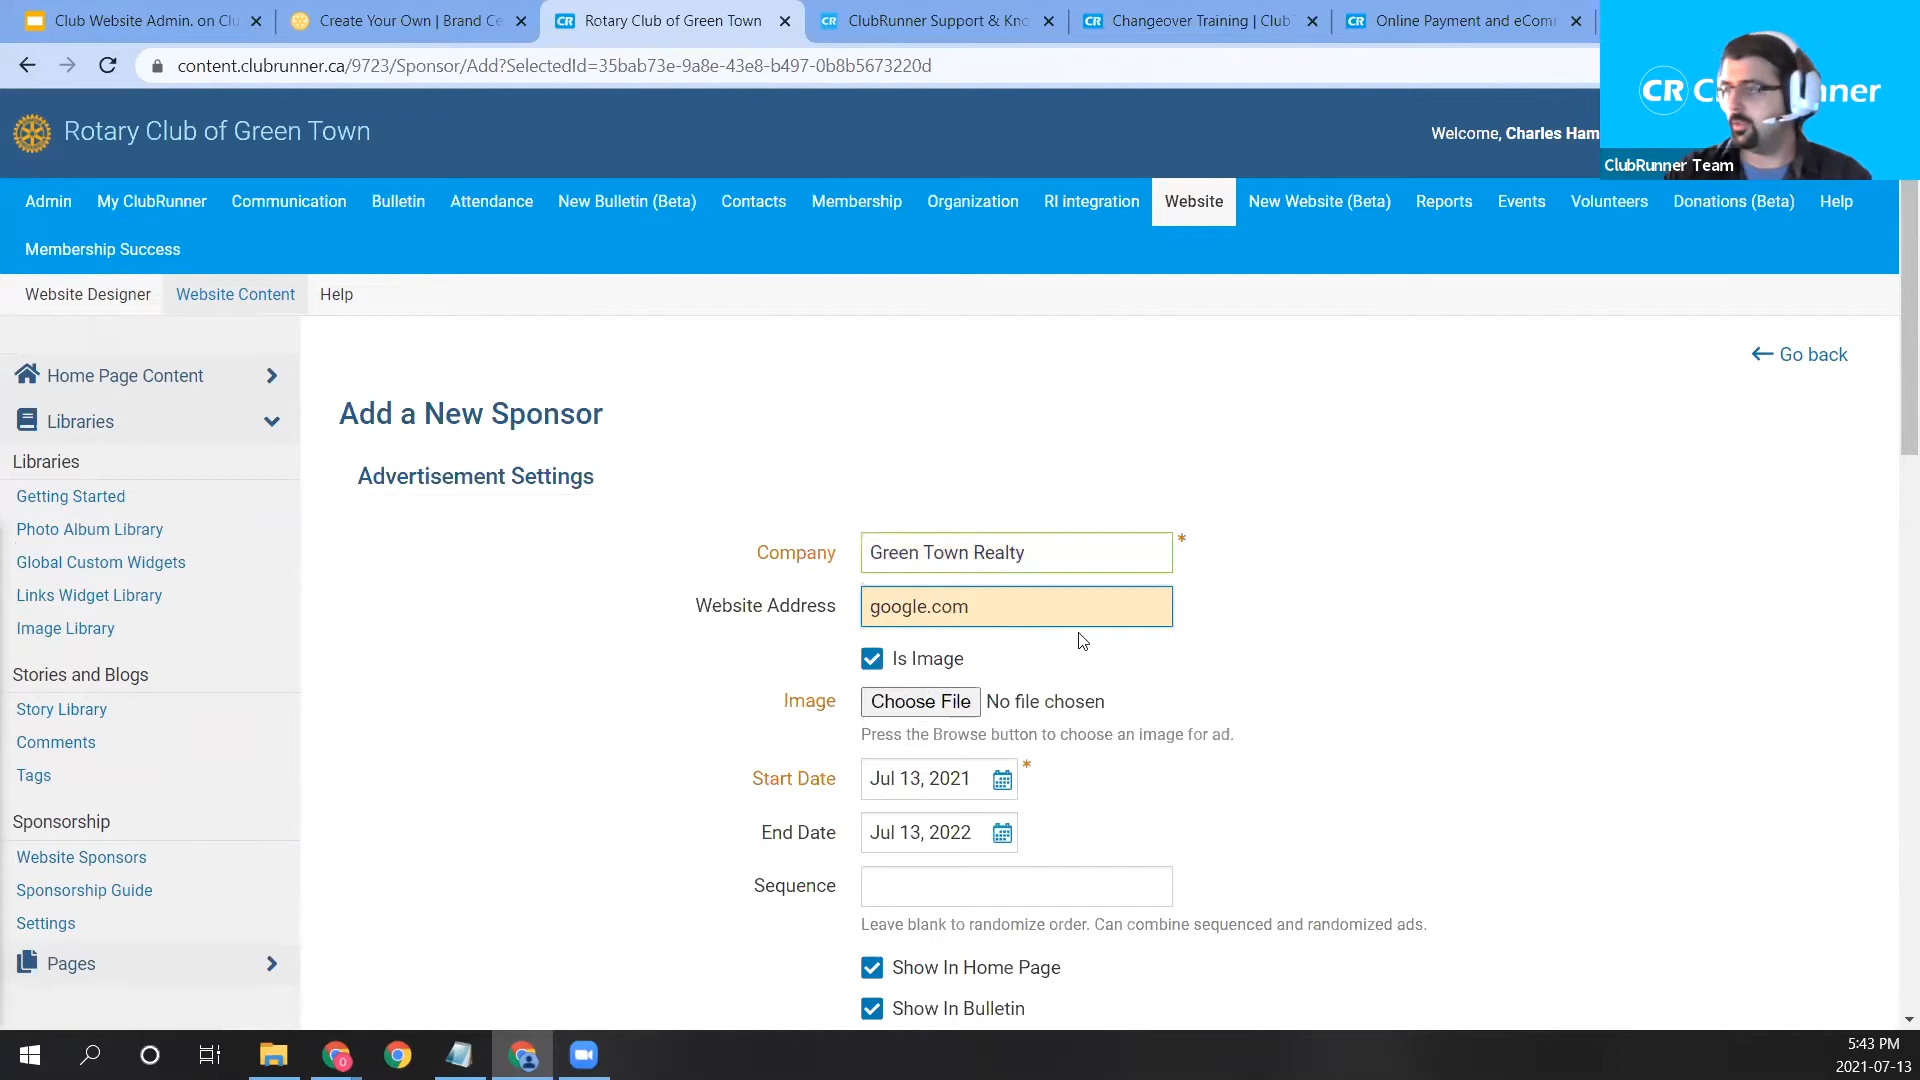 Club Website Admin. on Clu
Create Your Own | Brand Ce
CR Rotary Club of Green Town
CR ClubRunner Support & Kno
CR Changeover Training | Club
CR Online Payment and eCom
content.clubrunner.ca/9723/Sponsor/Add?SelectedId=35bab73e-9a8e-43e8-b497-0b8b5673220d
Rotary Club of Green Town
Welcome, Charles Ham
CR
nner
ClubRunner Team
Admin My ClubRunner Communication Bulletin Attendance New Bulletin (Beta) Contacts Membership Organization RI integration Website New Website (Beta) Reports Events Volunteers Donations (Beta) Help
Membership Success
Website Designer Website Content Help
Home Page Content
Libraries
Libraries
Getting Started
Photo Album Library
Global Custom Widgets
Links Widget Library
Image Library
Stories and Blogs
Story Library
Comments
Tags
Sponsorship
Website Sponsors
Sponsorship Guide
Settings
Pages
Go back
Add a New Sponsor
Advertisement Settings
Company Green Town Realty *
Website Address google.com
Is Image
Image Choose File No file chosen
Press the Browse button to choose an image for ad.
Start Date Jul 13, 2021 *
End Date Jul 13, 2022
Sequence
Leave blank to randomize order. Can combine sequenced and randomized ads.
Show In Home Page
Show In Bulletin
5:43 PM
2021-07-13